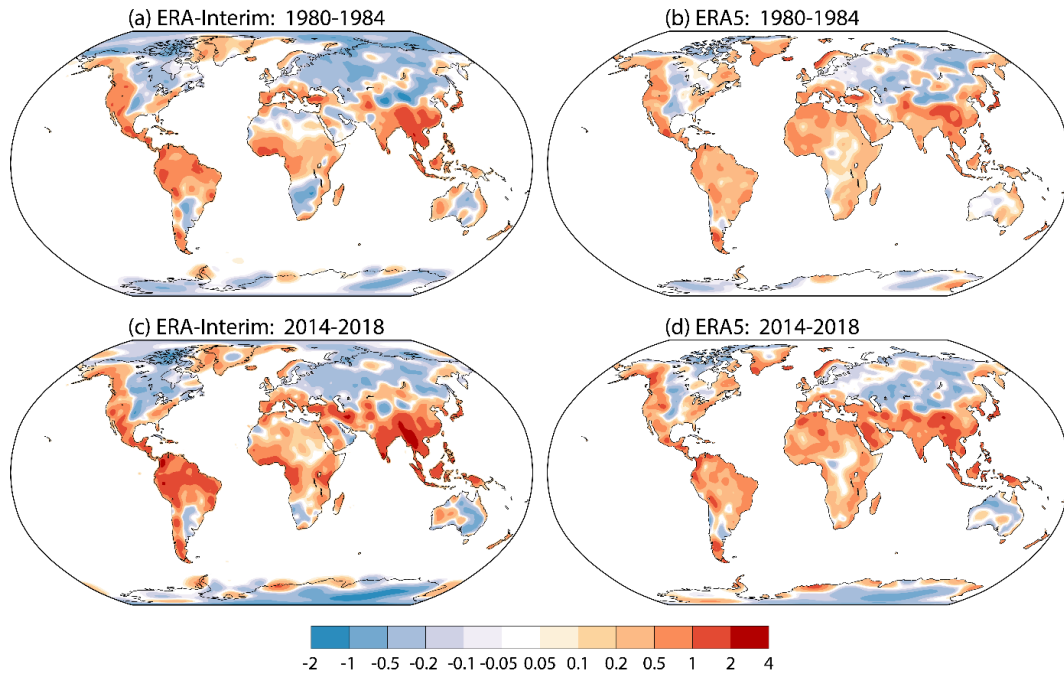 (a) ERA-Interim: 1980-1984
(b) ERA5: 1980-1984
(c) ERA-Interim: 2014-2018
(d) ERA5: 2014-2018
-2 -1 -0.5 -0.2 -0.1 -0.05 0.05 0.1 0.2 0.5 1 2 4